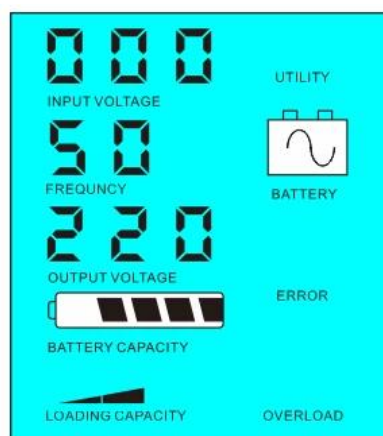 000
UTILITY
INPUT VOLTAGE
50
FREQUNCY
BATTERY
220
OUTPUT VOLTAGE
ERROR
BATTERY CAPACITY
LOADING CAPACITY
OVERLOAD